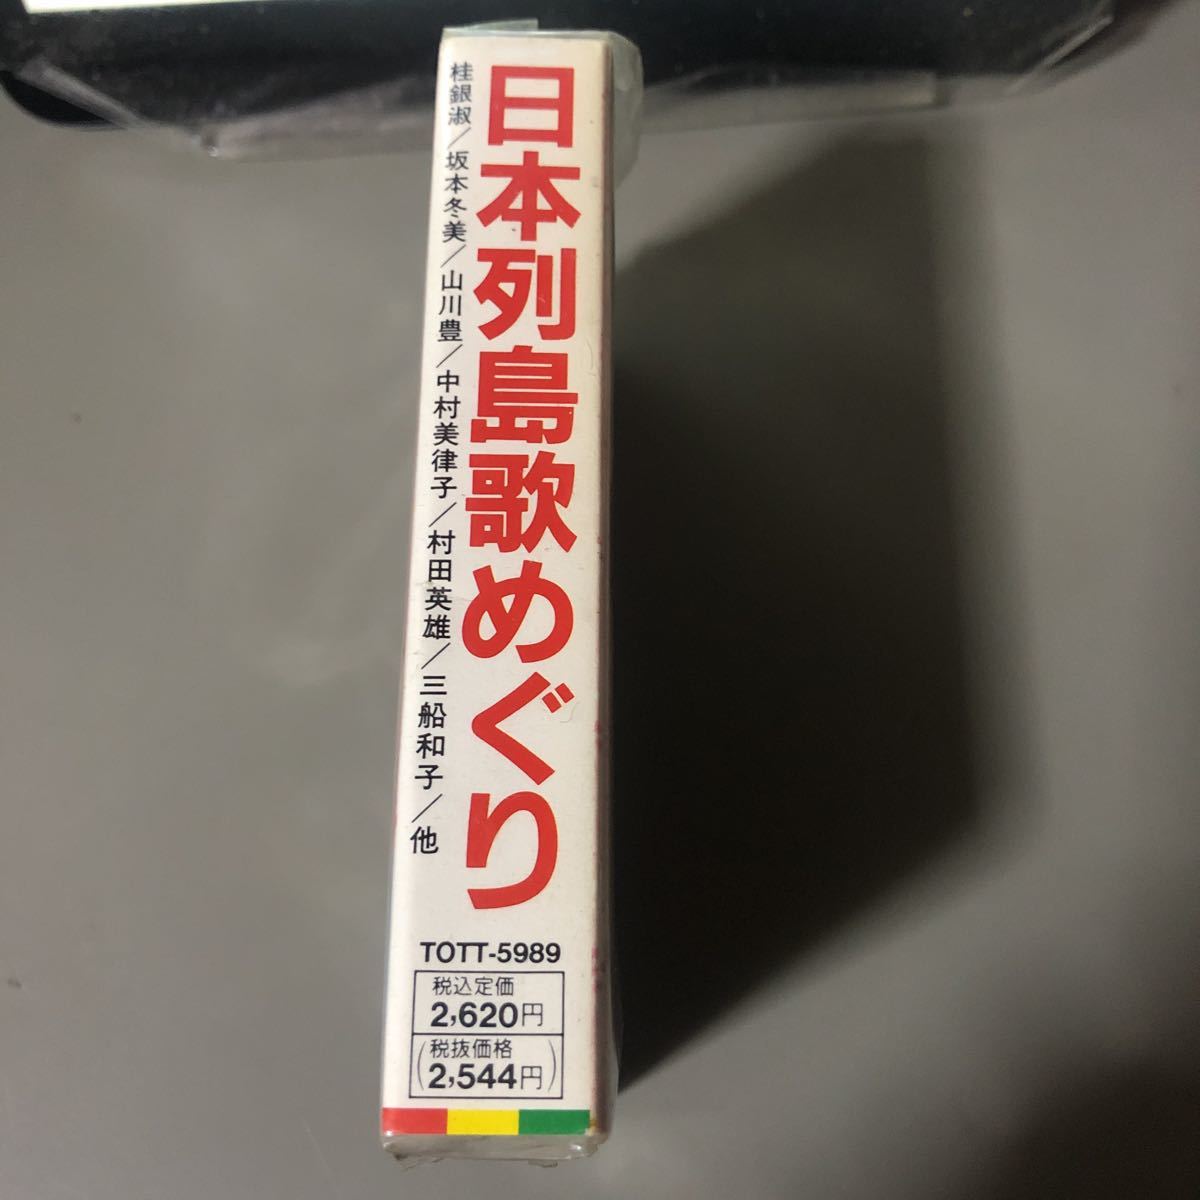 日本列島歌めぐり
桂銀淑/坂本冬美/山川豊/中村美律子/村田英雄/三船和子/他
TOTT-5989
税込定価
2,620円
(税抜価格
2,544円)